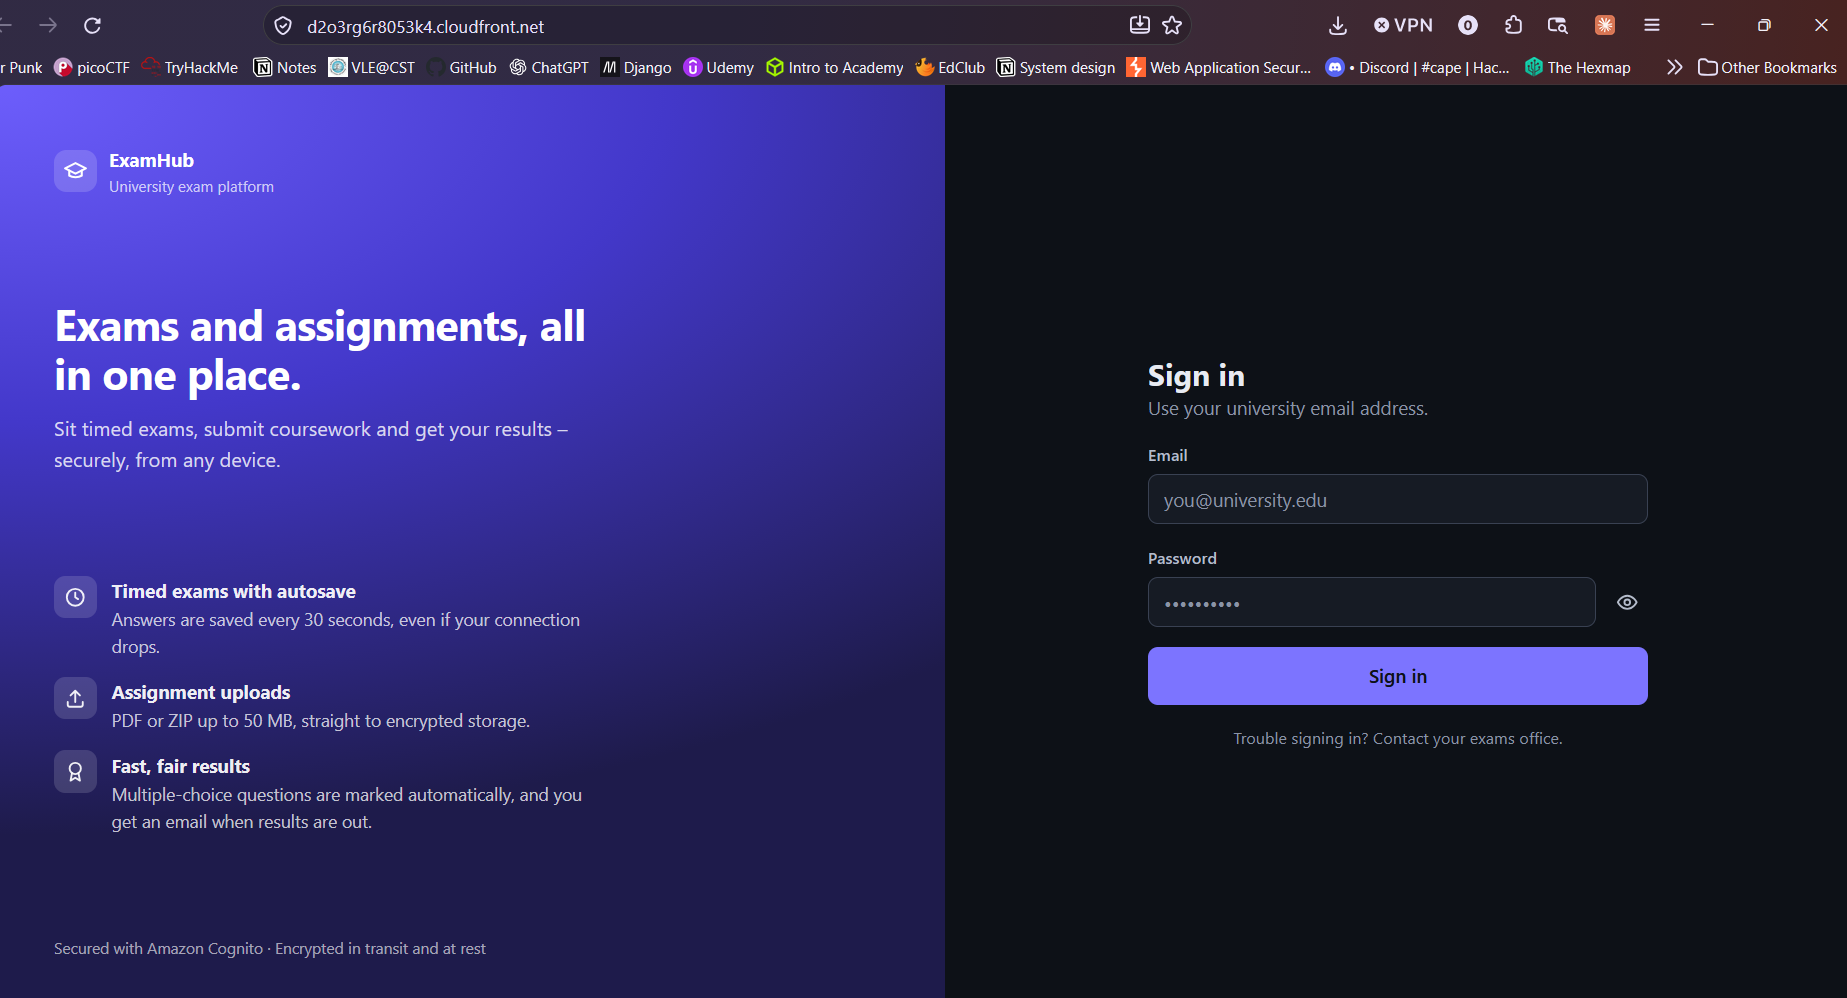 d2o3rg6r8053k4.cloudfront.net
VPN
r Punk
picoCTF
TryHackMe
Notes
VLE@CST
GitHub
ChatGPT
Django
Udemy
Intro to Academy
EdClub
System design
Web Application Secur...
• Discord | #cape | Hac...
The Hexmap
Other Bookmarks
ExamHub
University exam platform
Exams and assignments, all
in one place.
Sit timed exams, submit coursework and get your results –
securely, from any device.
Timed exams with autosave
Answers are saved every 30 seconds, even if your connection
drops.
Assignment uploads
PDF or ZIP up to 50 MB, straight to encrypted storage.
Fast, fair results
Multiple-choice questions are marked automatically, and you
get an email when results are out.
Secured with Amazon Cognito · Encrypted in transit and at rest
Sign in
Use your university email address.
Email
you@university.edu
Password
••••••••••
Sign in
Trouble signing in? Contact your exams office.